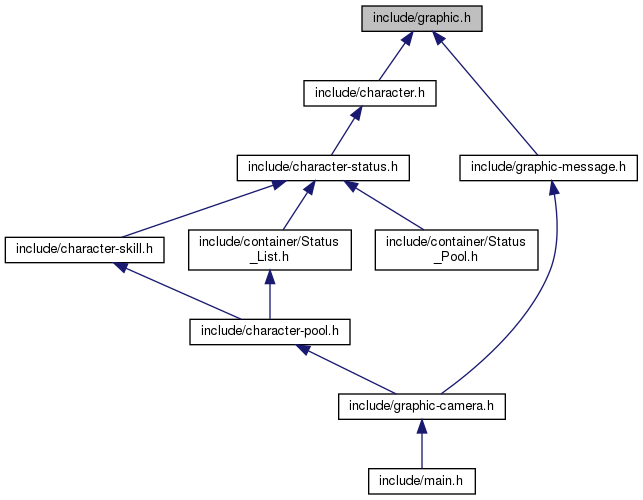 include/graphic.h
include/character.h
include/character-status.h
include/graphic-message.h
include/character-skill.h
include/container/Status
_List.h
include/container/Status
_Pool.h
include/character-pool.h
include/graphic-camera.h
include/main.h